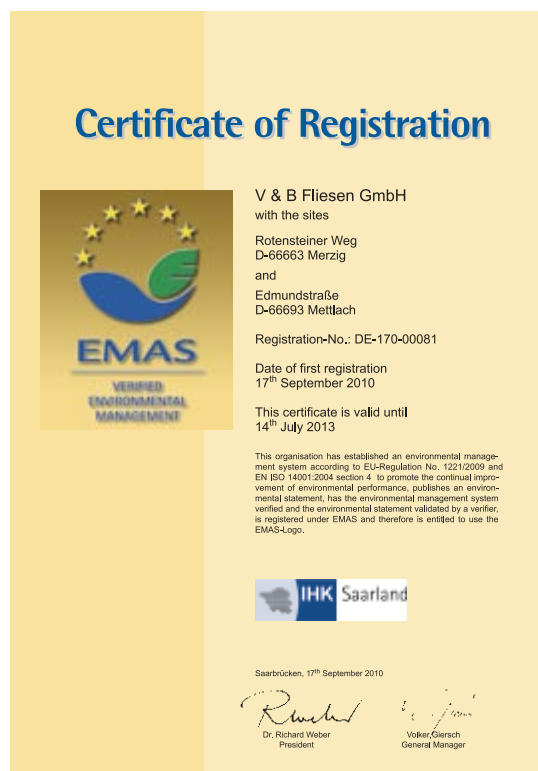 Certificate of Registration
V & B Fliesen GmbH
with the sites
Rotensteiner Weg
D-66663 Merzig
and
Edmundstraße
D-66693 Mettlach
Registration-No.: DE-170-00081
Date of first registration
17th September 2010
This certificate is valid until
14th July 2013
EMAS
VERIFIED
ENVIRONMENTAL
MANAGEMENT
This organisation has established an environmental manage-
ment system according to EU-Regulation No. 1221/2009 and
EN ISO 14001:2004 section 4 to promote the continual impro-
vement of environmental performance, publishes an environ-
mental statement, has the environmental management system
verified and the environmental statement validated by a verifier,
is registered under EMAS and therefore is entitled to use the
EMAS-Logo.
IHK Saarland
Saarbrücken, 17th September 2010
Dr. Richard Weber
President
Volker Giersch
General Manager